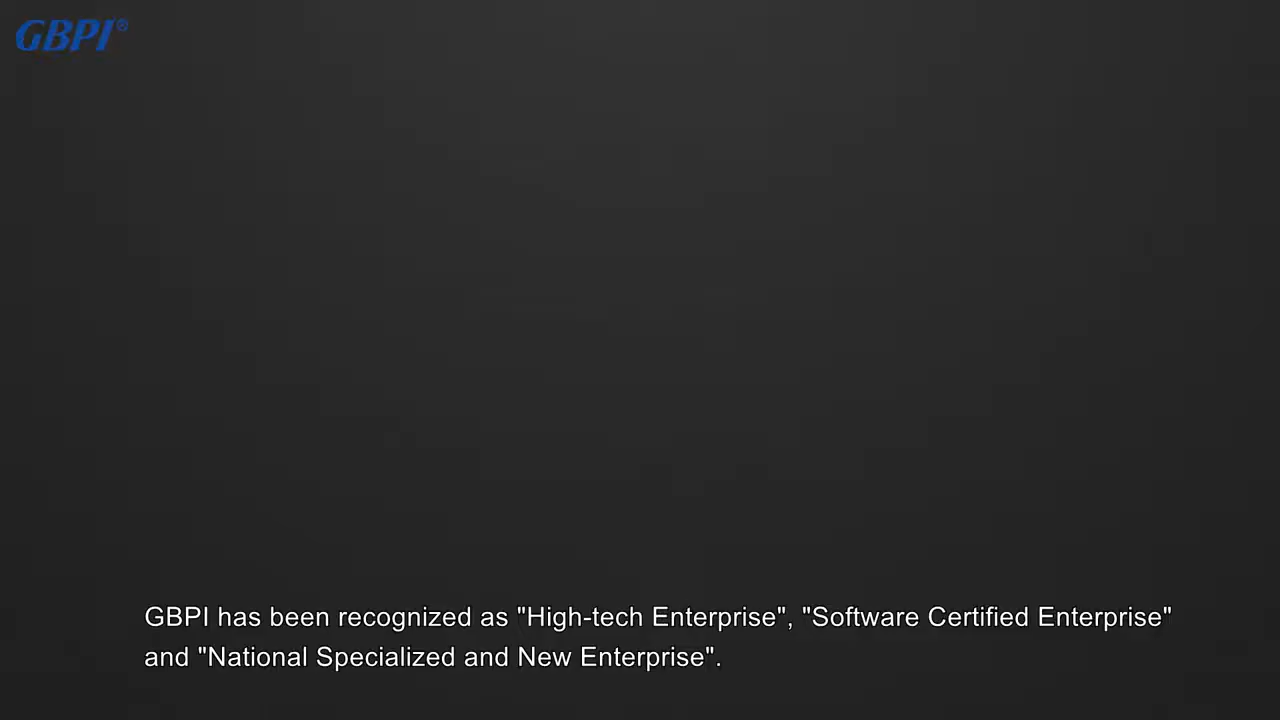 GBPI®
GBPI has been recognized as "High-tech Enterprise", "Software Certified Enterprise"
and "National Specialized and New Enterprise".